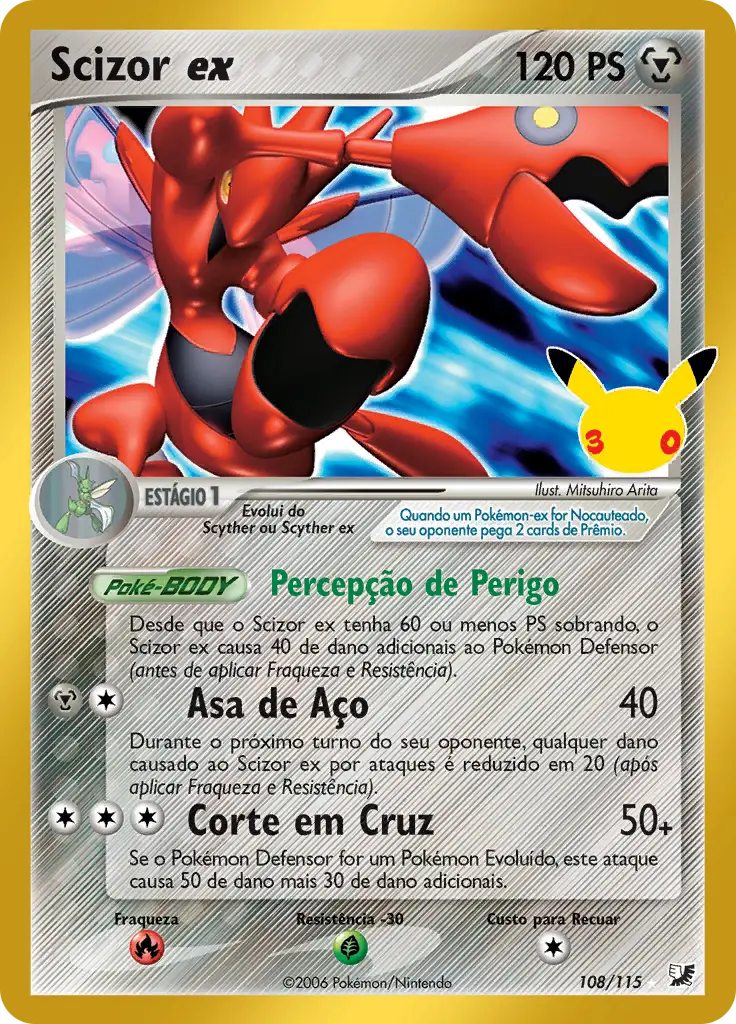 Scizor ex 120 PS
30
ESTÁGIO 1
Ilust. Mitsuhiro Arita
Evolui do
Scyther ou Scyther ex
Quando um Pokémon-ex for Nocauteado,
o seu oponente pega 2 cards de Prêmio.
Poké-BODY Percepção de Perigo
Desde que o Scizor ex tenha 60 ou menos PS sobrando, o
Scizor ex causa 40 de dano adicionais ao Pokémon Defensor
(antes de aplicar Fraqueza e Resistência).
Asa de Aço 40
Durante o próximo turno do seu oponente, qualquer dano
causado ao Scizor ex por ataques é reduzido em 20 (após
aplicar Fraqueza e Resistência).
Corte em Cruz 50+
Se o Pokémon Defensor for um Pokémon Evoluído, este ataque
causa 50 de dano mais 30 de dano adicionais.
Fraqueza Resistência -30 Custo para Recuar
©2006 Pokémon/Nintendo 108/115